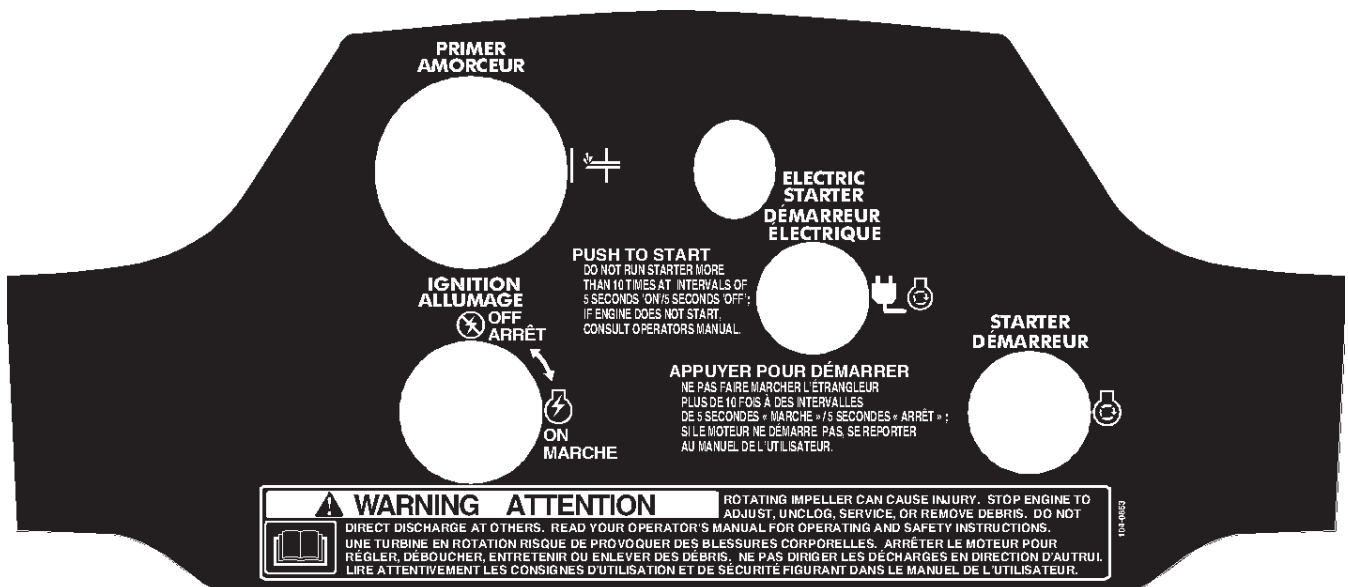 PRIMER
AMORCEUR
ELECTRIC
STARTER
DÉMARREUR
ÉLECTRIQUE
PUSH TO START
DO NOT RUN STARTER MORE
THAN 10 TIMES AT INTERVALS OF
5 SECONDS 'ON'/5 SECONDS 'OFF';
IF ENGINE DOES NOT START,
CONSULT OPERATORS MANUAL.
IGNITION
ALLUMAGE
OFF
ARRÊT
ON
MARCHE
STARTER
DÉMARREUR
APPUYER POUR DÉMARRER
NE PAS FAIRE MARCHER L'ÉTRANGLEUR
PLUS DE 10 FOIS À DES INTERVALLES
DE 5 SECONDES « MARCHE » / 5 SECONDES « ARRÊT » ;
SI LE MOTEUR NE DÉMARRE PAS, SE REPORTER
AU MANUEL DE L'UTILISATEUR.
WARNING ATTENTION
ROTATING IMPELLER CAN CAUSE INJURY. STOP ENGINE TO
ADJUST, UNCLOG, SERVICE, OR REMOVE DEBRIS. DO NOT
DIRECT DISCHARGE AT OTHERS. READ YOUR OPERATOR'S MANUAL FOR OPERATING AND SAFETY INSTRUCTIONS.
UNE TURBINE EN ROTATION RISQUE DE PROVOQUER DES BLESSURES CORPORELLES. ARRÊTER LE MOTEUR POUR
RÉGLER, DÉBOUCHER, ENTRETENIR OU ENLEVER DES DÉBRIS. NE PAS DIRIGER LES DÉCHARGES EN DIRECTION D'AUTRUI.
LIRE ATTENTIVEMENT LES CONSIGNES D'UTILISATION ET DE SÉCURITÉ FIGURANT DANS LE MANUEL DE L'UTILISATEUR.
104-0853